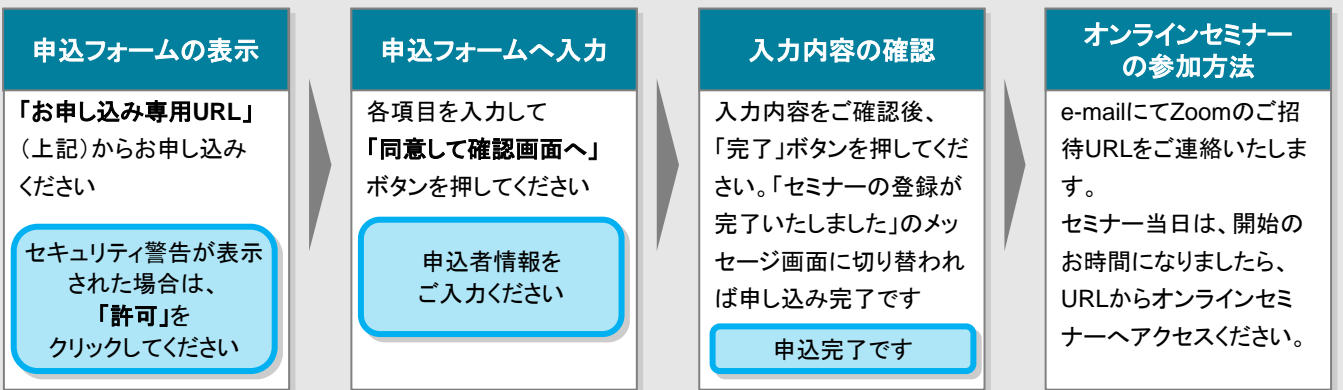 申込フォームの表示
「お申し込み専用URL」
（上記）からお申し込み
ください
セキュリティ警告が表示
された場合は、
「許可」を
クリックしてください
申込フォームへ入力
各項目を入力して
「同意して確認画面へ」
ボタンを押してください
申込者情報を
ご入力ください
入力内容の確認
入力内容をご確認後、
「完了」ボタンを押してくだ
さい。「セミナーの登録が
完了いたしました」のメッ
セージ画面に切り替われ
ば申し込み完了です
申込完了です
オンラインセミナー
の参加方法
e-mailにてZoomのご招
待URLをご連絡いたしま
す。
セミナー当日は、開始の
お時間になりましたら、
URLからオンラインセミ
ナーへアクセスください。